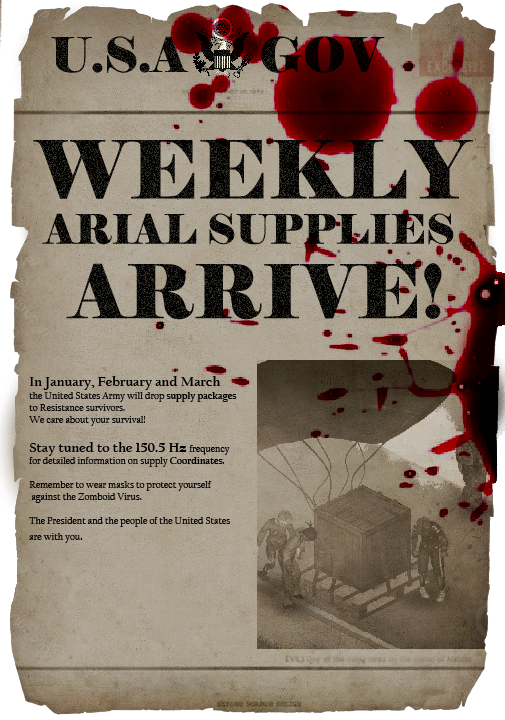 U.S.A GOV.
WEEKLY
ARIAL SUPPLIES
ARRIVE!
In January, February and March
the United States Army will drop supply packages
to Resistance survivors.
We care about your survival!
Stay tuned to the 150.5 Hz frequency
for detailed information on supply Coordinates.
Remember to wear masks to protect yourself
against the Zomboid Virus.
The President and the people of the United States
are with you.